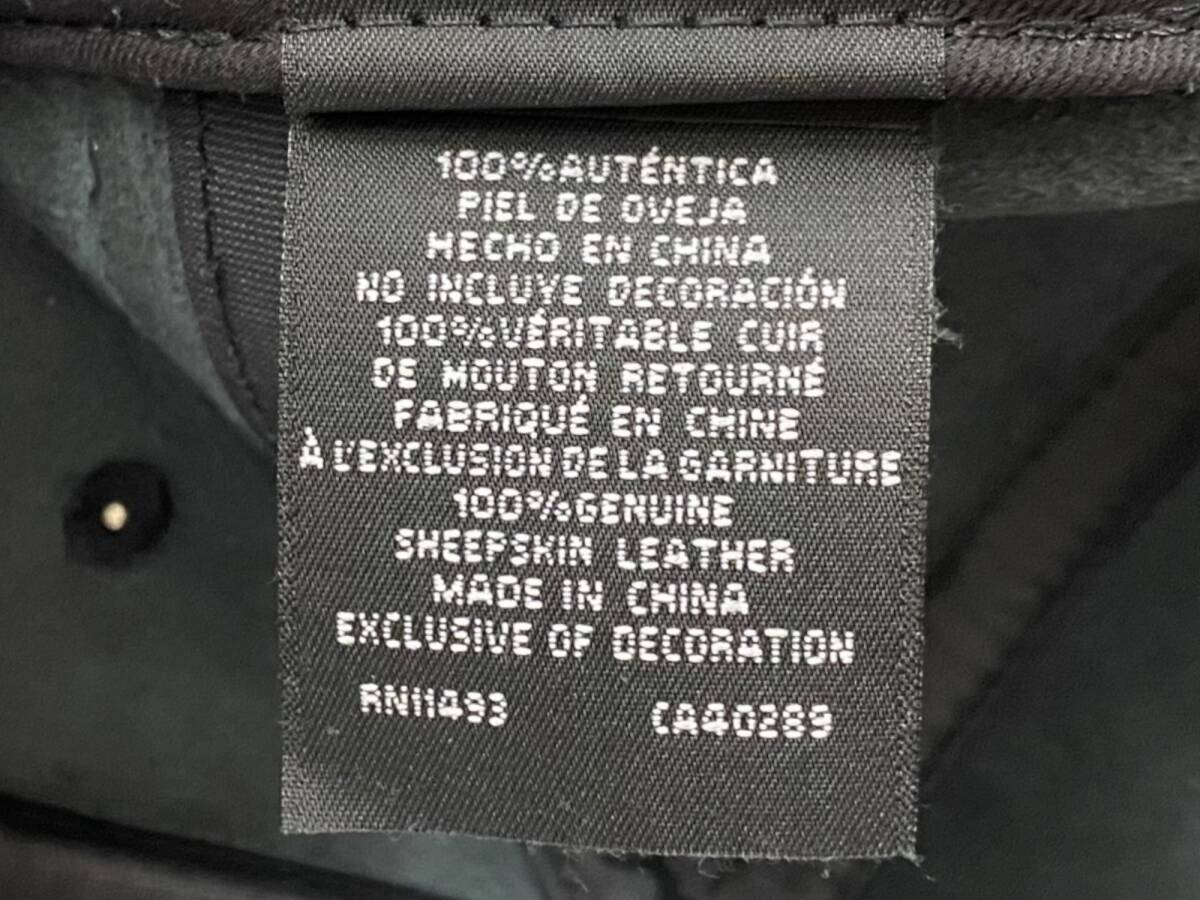 100%AUTÉNTICA
PIEL DE OVEJA
HECHO EN CHINA
NO INCLUYE DECORACIÓN
100%VÉRITABLE CUIR
DE MOUTON RETOURNÉ
FABRIQUÉ EN CHINE
À L'EXCLUSION DE LA GARNITURE
100%GENUINE
SHEEPSKIN LEATHER
MADE IN CHINA
EXCLUSIVE OF DECORATION
RN11493 CA40289